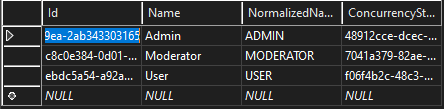 Id Name NormalizedNa... ConcurrencySt...
9ea-2ab343303165 Admin ADMIN 48912cce-dcec-...
c8c0e384-0d01-... Moderator MODERATOR 7041a379-82ae-...
ebdc5a54-a92a... User USER f06f4b2c-48c3-...
NULL NULL NULL NULL